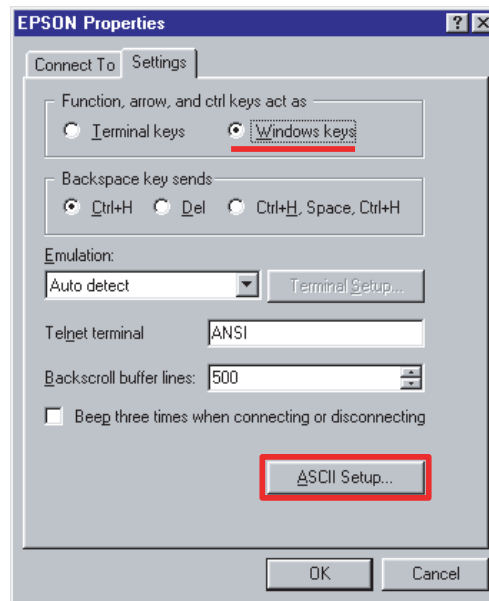 EPSON Properties
Connect To Settings
Function, arrow, and ctrl keys act as
Terminal keys Windows keys
Backspace key sends
Ctrl+H Del Ctrl+H, Space, Ctrl+H
Emulation:
Auto detect Terminal Setup...
Telnet terminal ANSI
Backscroll buffer lines: 500
Beep three times when connecting or disconnecting
ASCII Setup...
OK Cancel